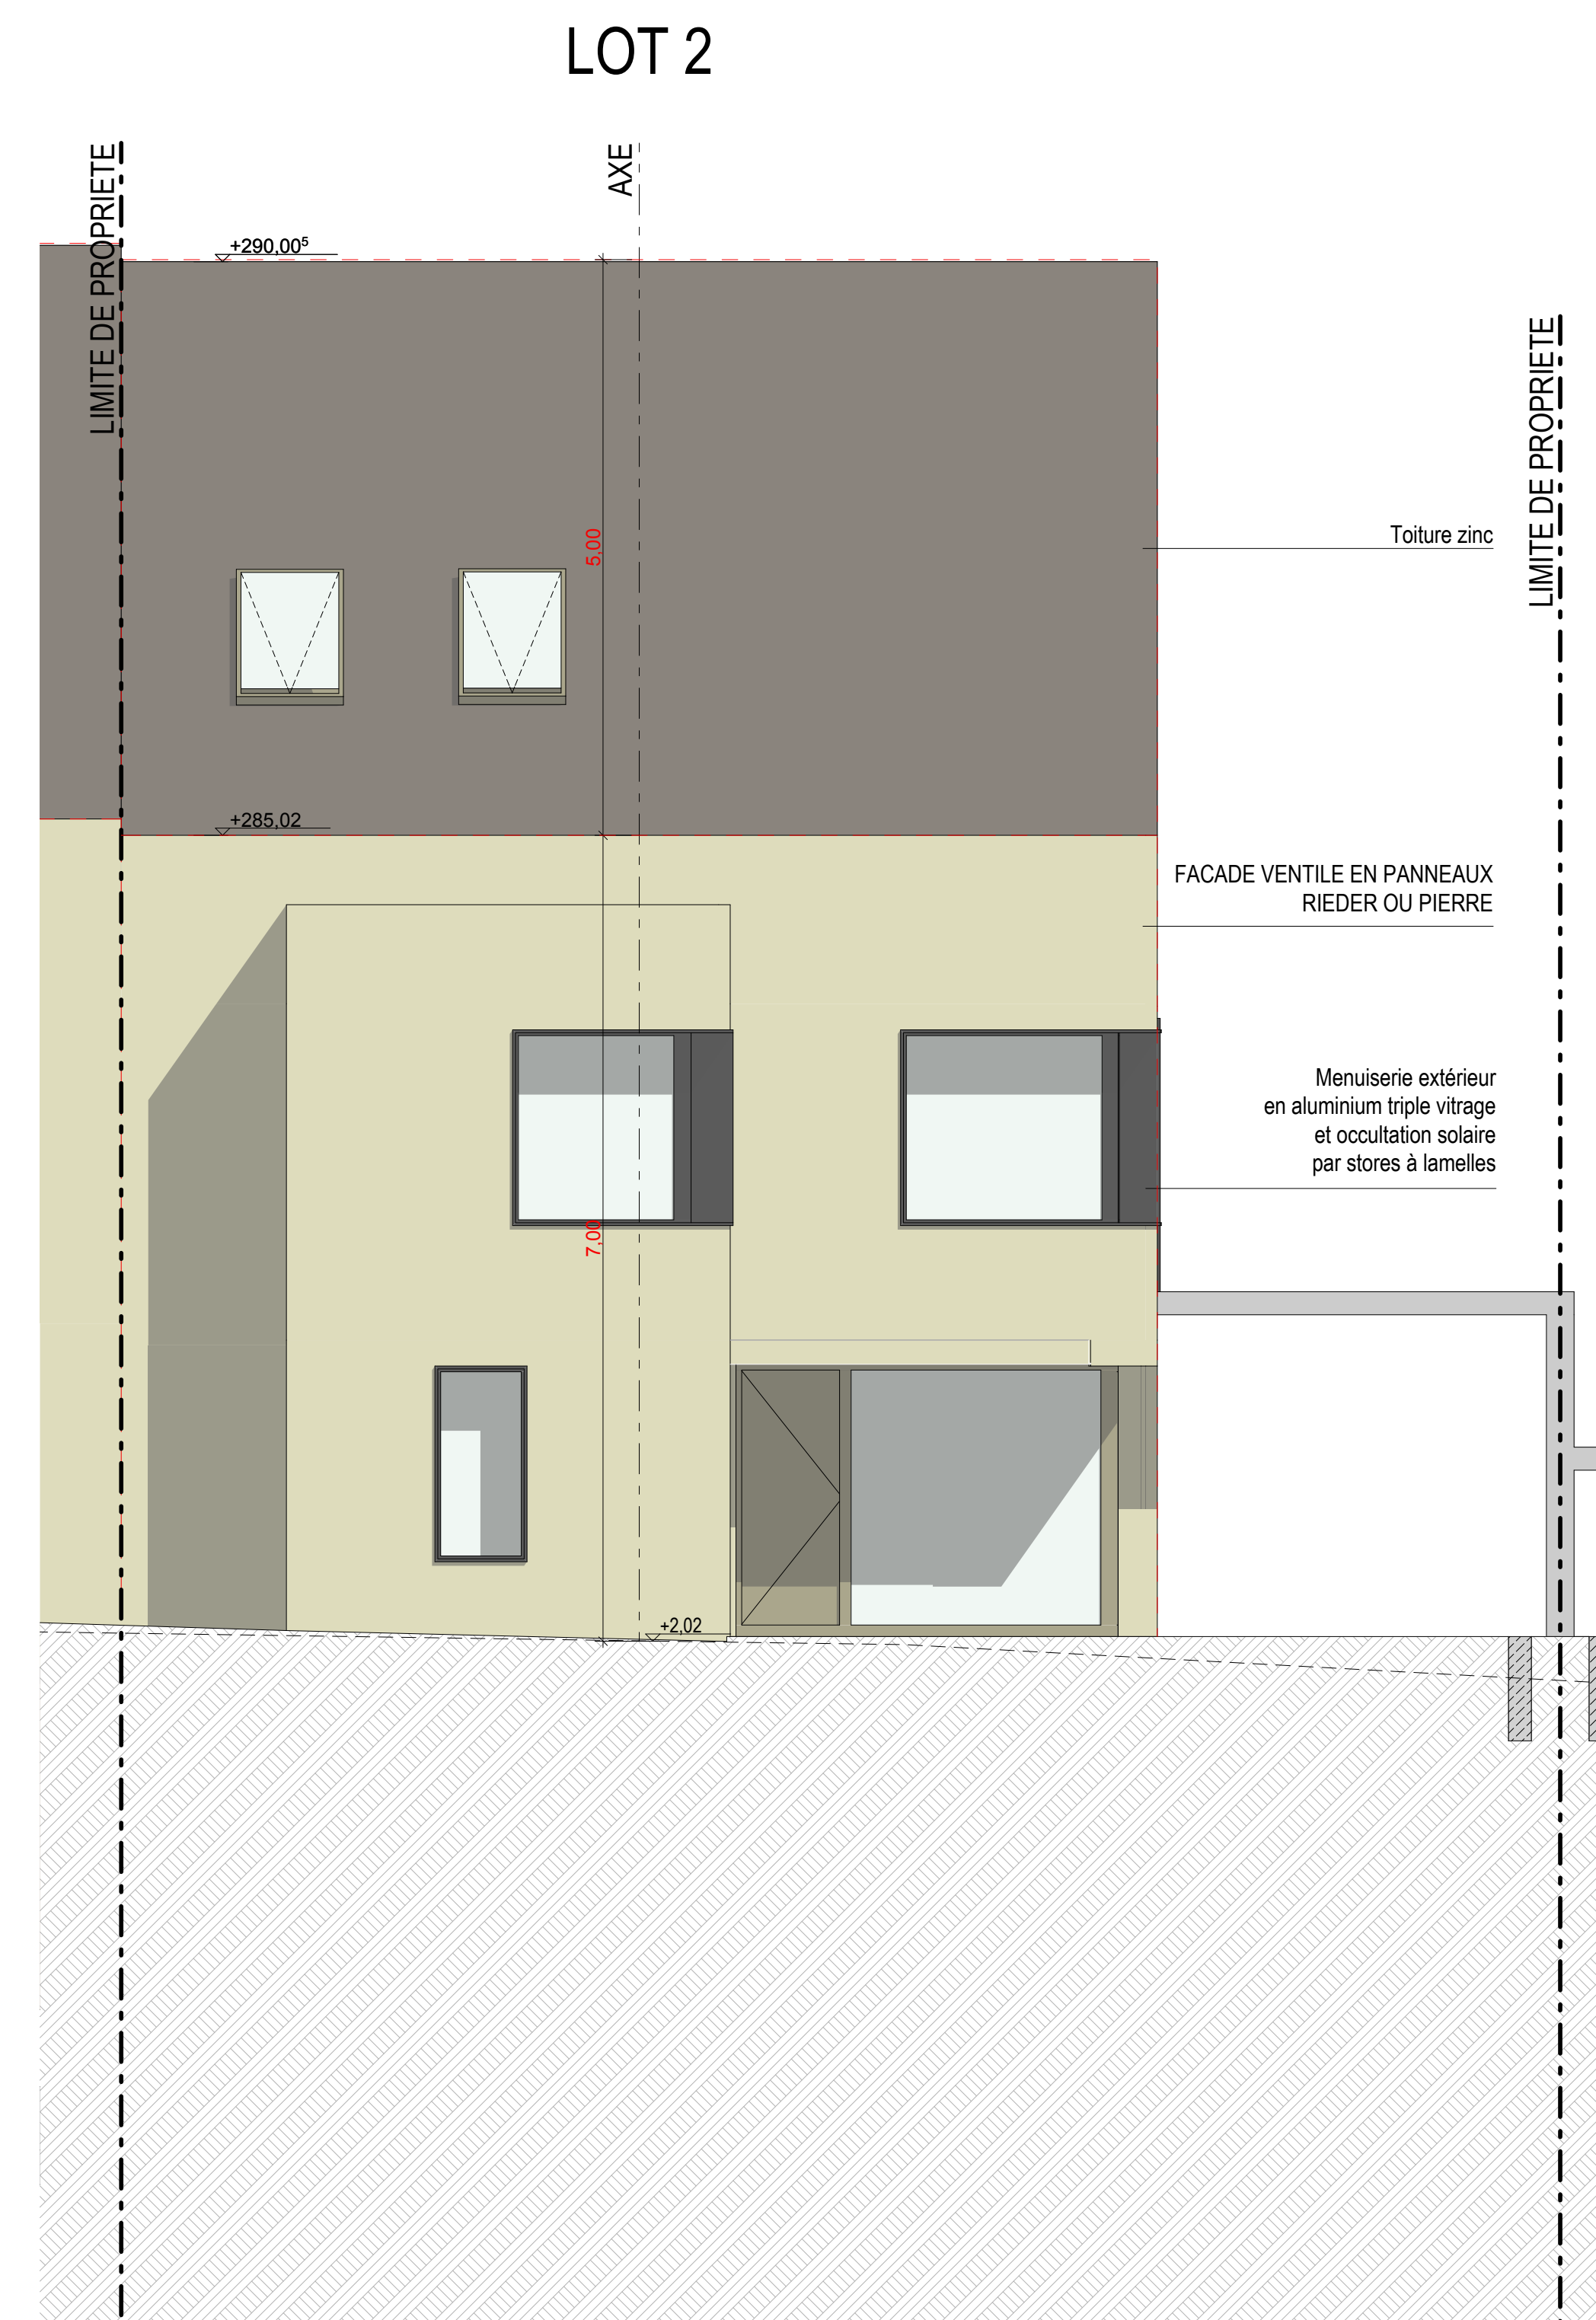 LOT 2
LIMITE DE PROPRIETE
AXE
+290,00⁵
LIMITE DE PROPRIETE
5,00
Toiture zinc
+285,02
FACADE VENTILE EN PANNEAUX
RIEDER OU PIERRE
Menuiserie extérieur
en aluminium triple vitrage
et occultation solaire
par stores à lamelles
7,00
+2,02